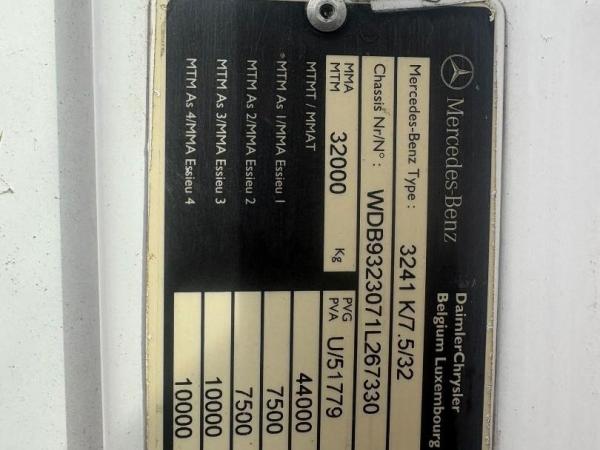 Mercedes-Benz
DaimlerChrysler
Belgium Luxembourg
Mercedes-Benz Type : 3241 K/7.5/32
Chassis Nr/N° : WDB9323071L267330
MMA
MTM 32000 Kg
PVG
PVA U/51779
MTMT / MMAT 44000
*MTM As 1/MMA Essieu 1 7500
MTM As 2/MMA Essieu 2 7500
MTM As 3/MMA Essieu 3 10000
MTM As 4/MMA Essieu 4 10000